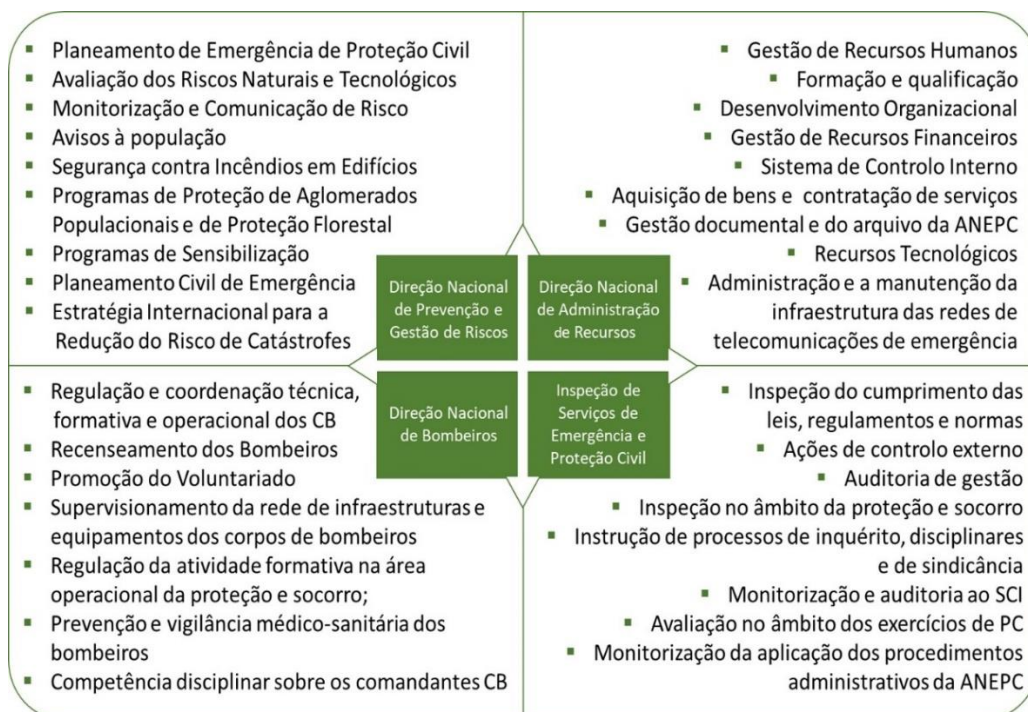 Planeamento de Emergência de Proteção Civil
Avaliação dos Riscos Naturais e Tecnológicos
Monitorização e Comunicação de Risco
Avisos à população
Segurança contra Incêndios em Edifícios
Programas de Proteção de Aglomerados
Populacionais e de Proteção Florestal
Programas de Sensibilização
Planeamento Civil de Emergência
Estratégia Internacional para a
Redução do Risco de Catástrofes
Gestão de Recursos Humanos
Formação e qualificação
Desenvolvimento Organizacional
Gestão de Recursos Financeiros
Sistema de Controlo Interno
Aquisição de bens e contratação de serviços
Gestão documental e do arquivo da ANEPC
Recursos Tecnológicos
Administração e a manutenção da
infraestrutura das redes de
telecomunicações de emergência
Direção Nacional
de Prevenção e
Gestão de Riscos
Direção Nacional
de Administração
de Recursos
Direção Nacional
de Bombeiros
Inspeção de
Serviços de
Emergência e
Proteção Civil
Regulação e coordenação técnica,
formativa e operacional dos CB
Recenseamento dos Bombeiros
Promoção do Voluntariado
Supervisionamento da rede de infraestruturas e
equipamentos dos corpos de bombeiros
Regulação da atividade formativa na área
operacional da proteção e socorro;
Prevenção e vigilância médico-sanitária dos
bombeiros
Competência disciplinar sobre os comandantes CB
Inspeção do cumprimento das
leis, regulamentos e normas
Ações de controlo externo
Auditoria de gestão
Inspeção no âmbito da proteção e socorro
Instrução de processos de inquérito, disciplinares
e de sindicância
Monitorização e auditoria ao SCI
Avaliação no âmbito dos exercícios de PC
Monitorização da aplicação dos procedimentos
administrativos da ANEPC